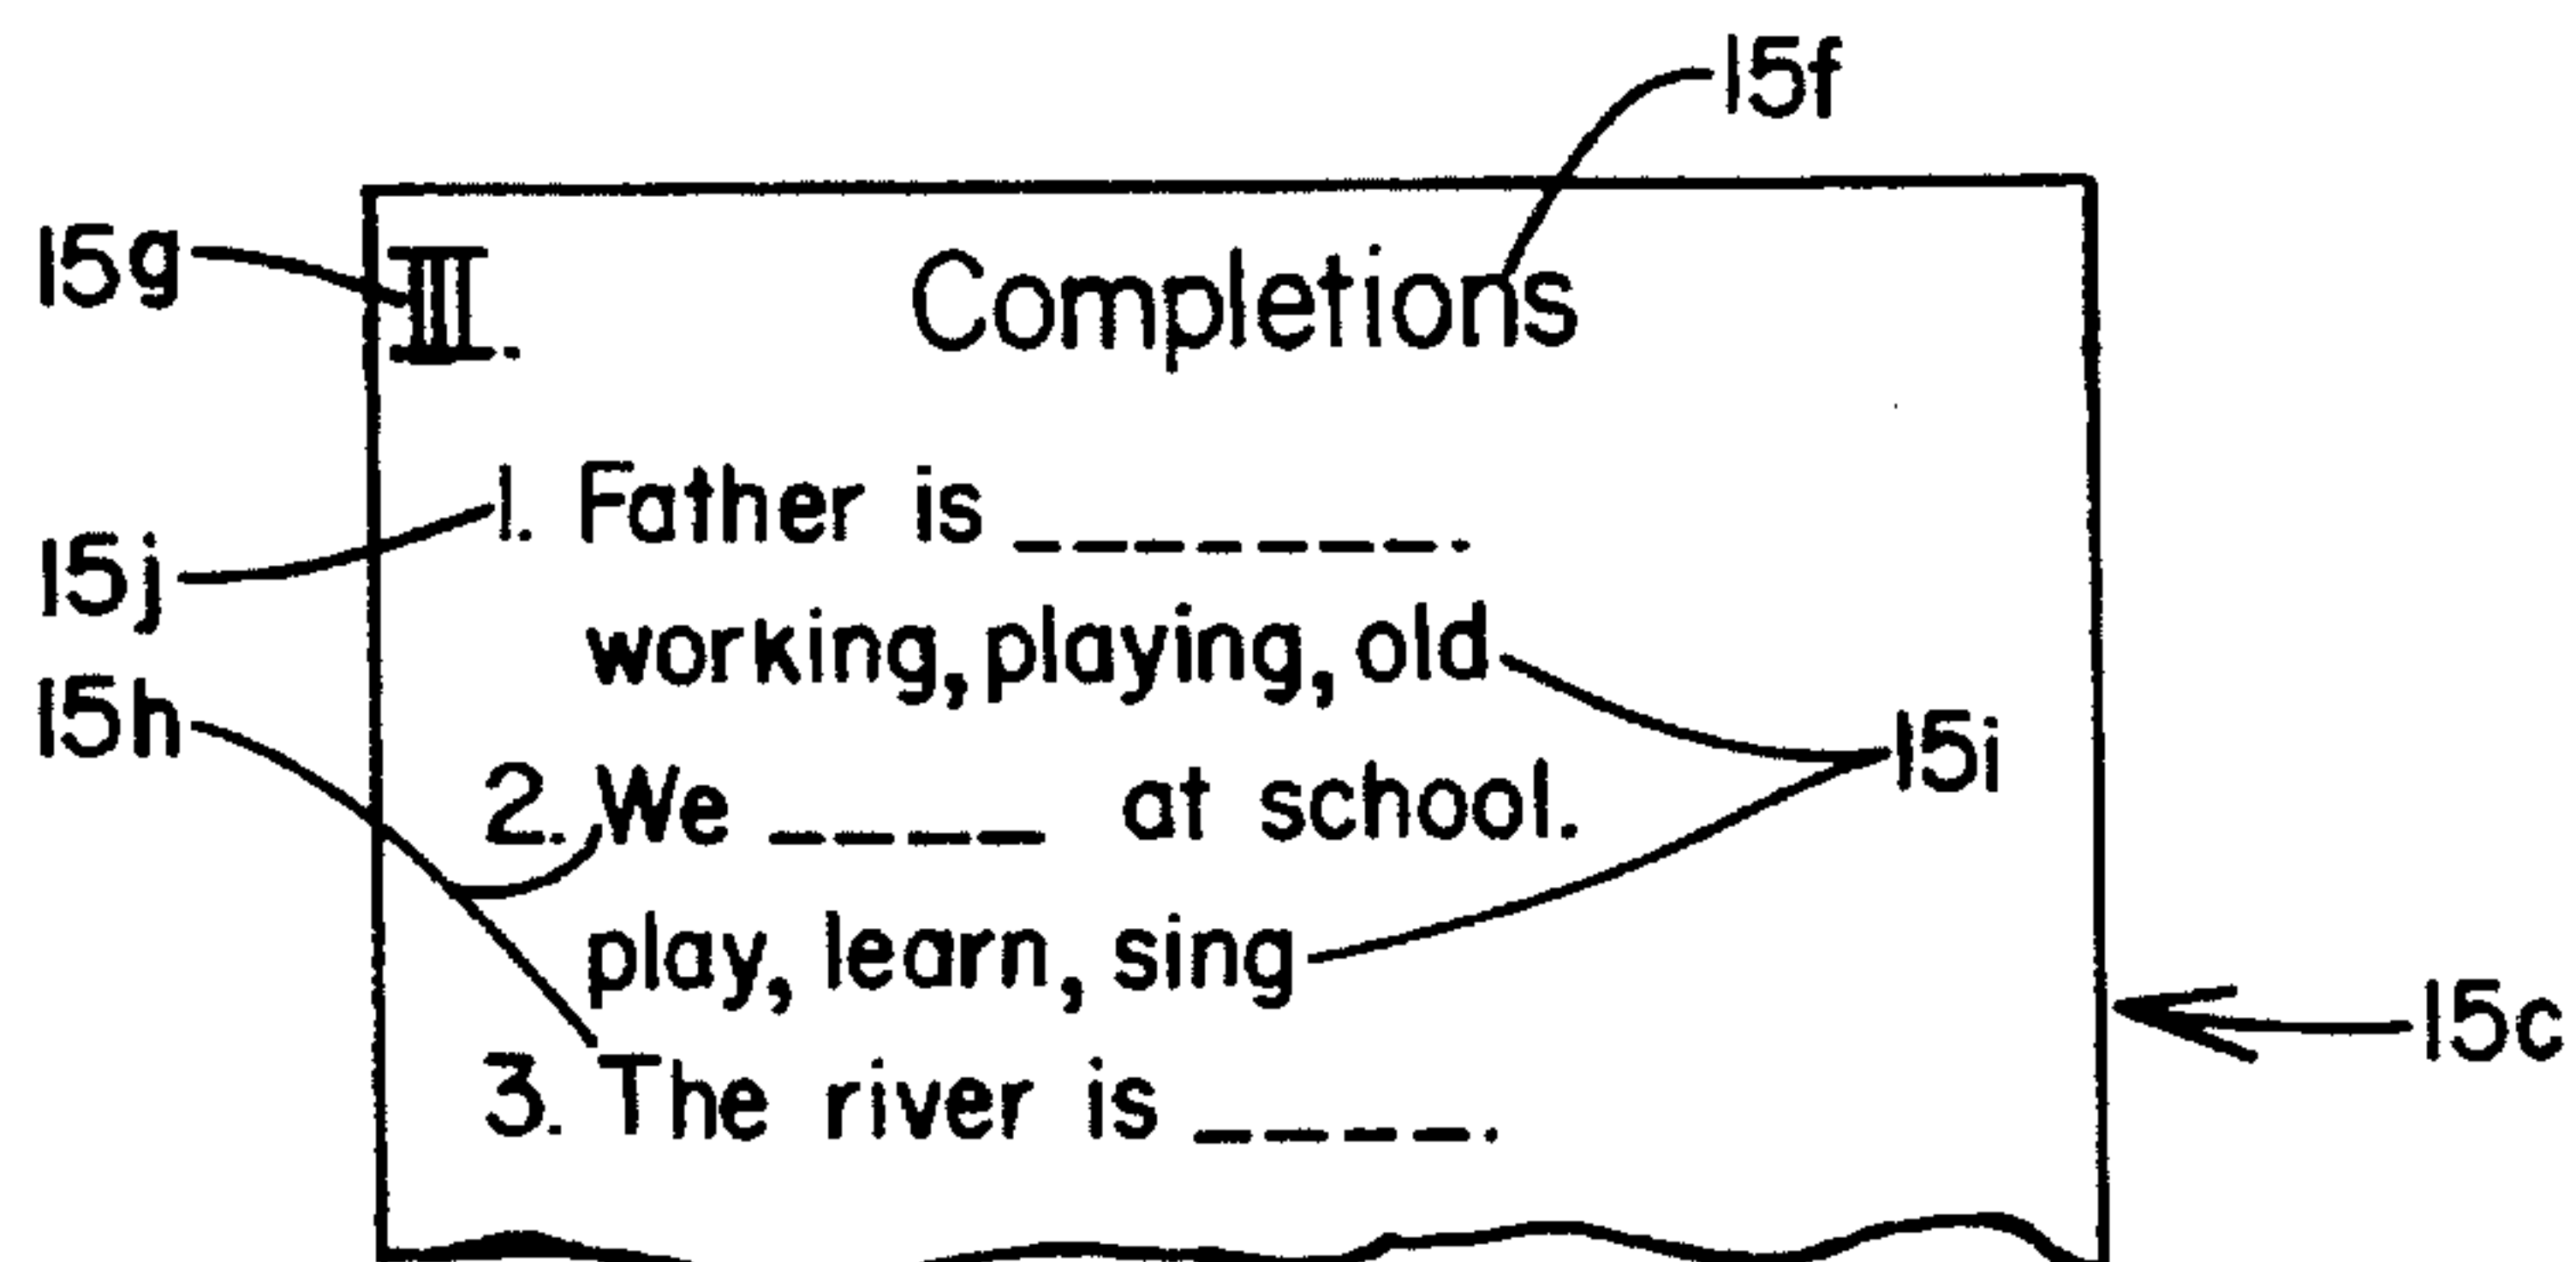 15f
15g III. Completions
15j 1. Father is _______.
working, playing, old
15h 15i
2. We ____ at school.
play, learn, sing
15c
3. The river is ____.